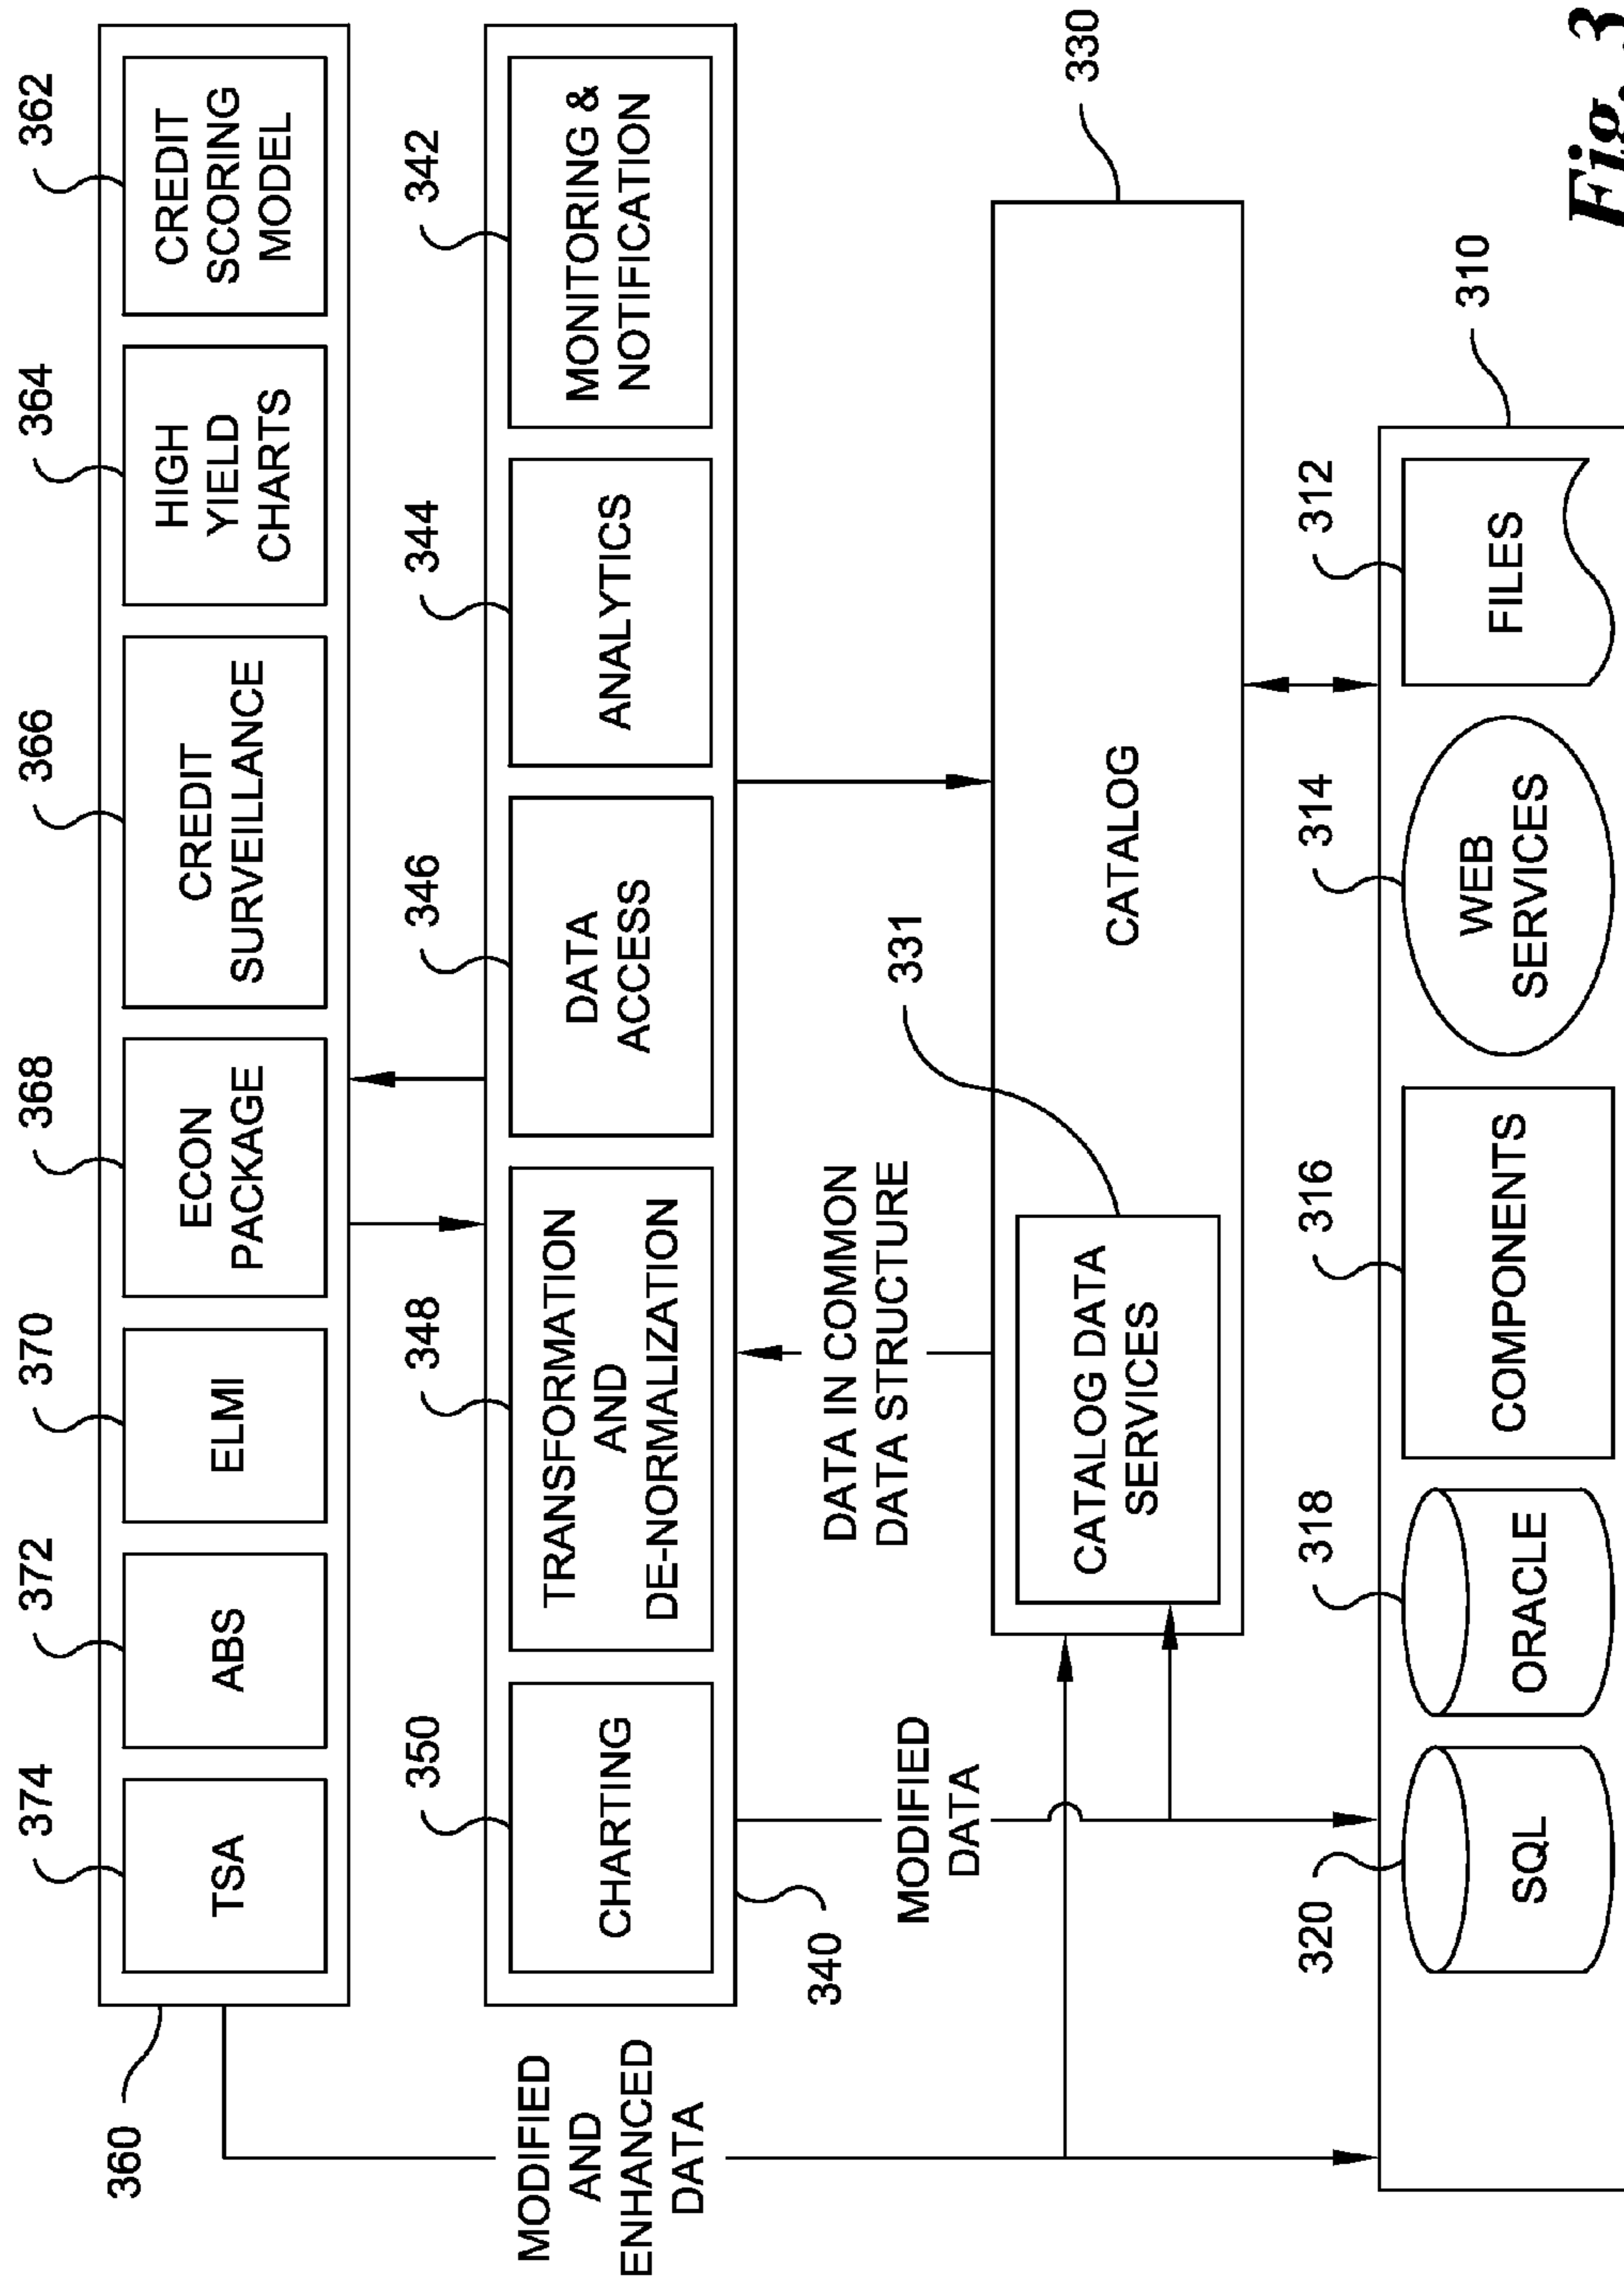 374
372
370
368
366
364
362
TSA
ABS
ELMI
ECON
PACKAGE
CREDIT
SURVEILLANCE
HIGH
YIELD
CHARTS
CREDIT
SCORING
MODEL
360
350
348
346
344
342
CHARTING
TRANSFORMATION
AND
DE-NORMALIZATION
DATA
ACCESS
ANALYTICS
MONITORING &
NOTIFICATION
340
MODIFIED
AND
ENHANCED
DATA
MODIFIED
DATA
DATA IN COMMON
DATA STRUCTURE
331
330
CATALOG DATA
SERVICES
CATALOG
320
318
316
314
312
310
SQL
ORACLE
COMPONENTS
WEB
SERVICES
FILES
Fig. 3